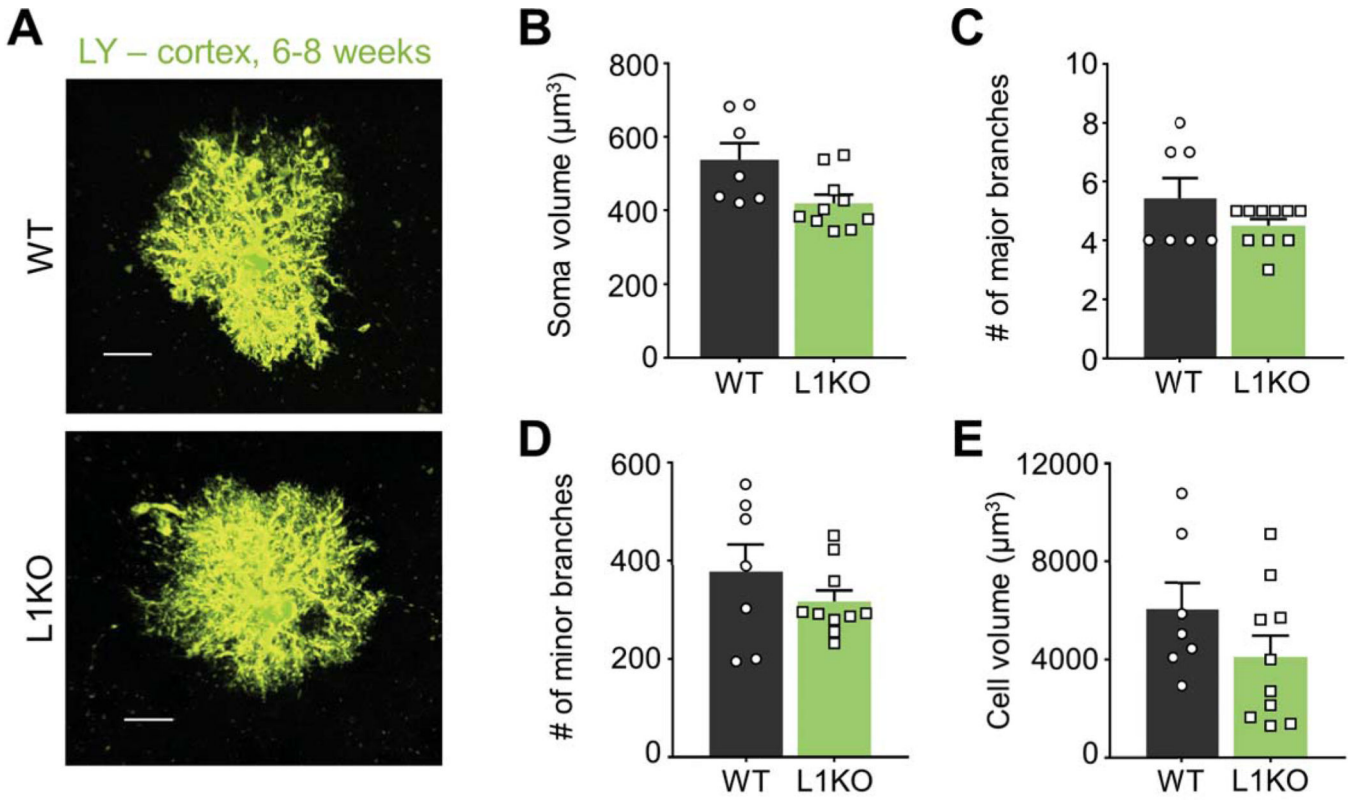 A
LY – cortex, 6-8 weeks
WT
L1KO
B
Soma volume (µm³)
800
600
400
200
0
WT L1KO
C
# of major branches
10
8
6
4
2
0
WT L1KO
D
# of minor branches
600
400
200
0
WT L1KO
E
Cell volume (µm³)
12000
8000
4000
0
WT L1KO